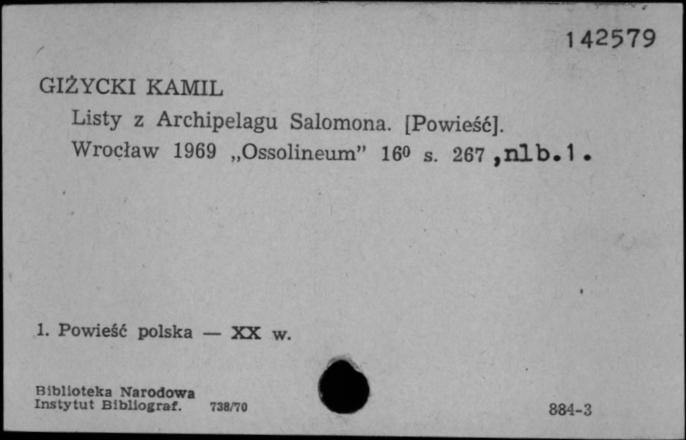 142579
GIŻYCKI KAMIL
Listy z Archipelagu Salomona. [Powieść].
Wrocław 1969 „Ossolineum” 16⁰ s. 267 ,nlb.1.
1. Powieść polska — XX w.
Biblioteka Narodowa
Instytut Bibliograf. 738/70
884-3